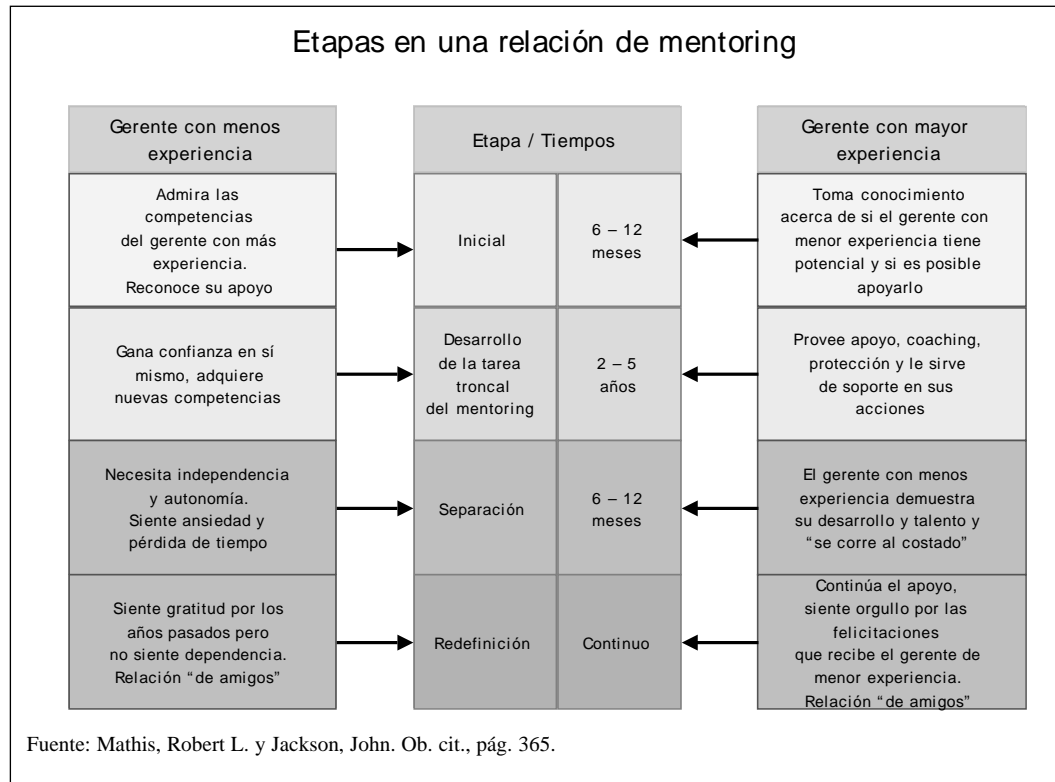 Etapas en una relación de mentoring
Gerente con menos
experiencia
Etapa / Tiempos
Gerente con mayor
experiencia
Admira las
competencias
del gerente con más
experiencia.
Reconoce su apoyo
Inicial
6 – 12
meses
Toma conocimiento
acerca de si el gerente con
menor experiencia tiene
potencial y si es posible
apoyarlo
Gana confianza en sí
mismo, adquiere
nuevas competencias
Desarrollo
de la tarea
troncal
del mentoring
2 – 5
años
Provee apoyo, coaching,
protección y le sirve
de soporte en sus
acciones
Necesita independencia
y autonomía.
Siente ansiedad y
pérdida de tiempo
Separación
6 – 12
meses
El gerente con menos
experiencia demuestra
su desarrollo y talento y
“se corre al costado”
Siente gratitud por los
años pasados pero
no siente dependencia.
Relación “de amigos”
Redefinición
Continuo
Continúa el apoyo,
siente orgullo por las
felicitaciones
que recibe el gerente de
menor experiencia.
Relación “de amigos”
Fuente: Mathis, Robert L. y Jackson, John. Ob. cit., pág. 365.